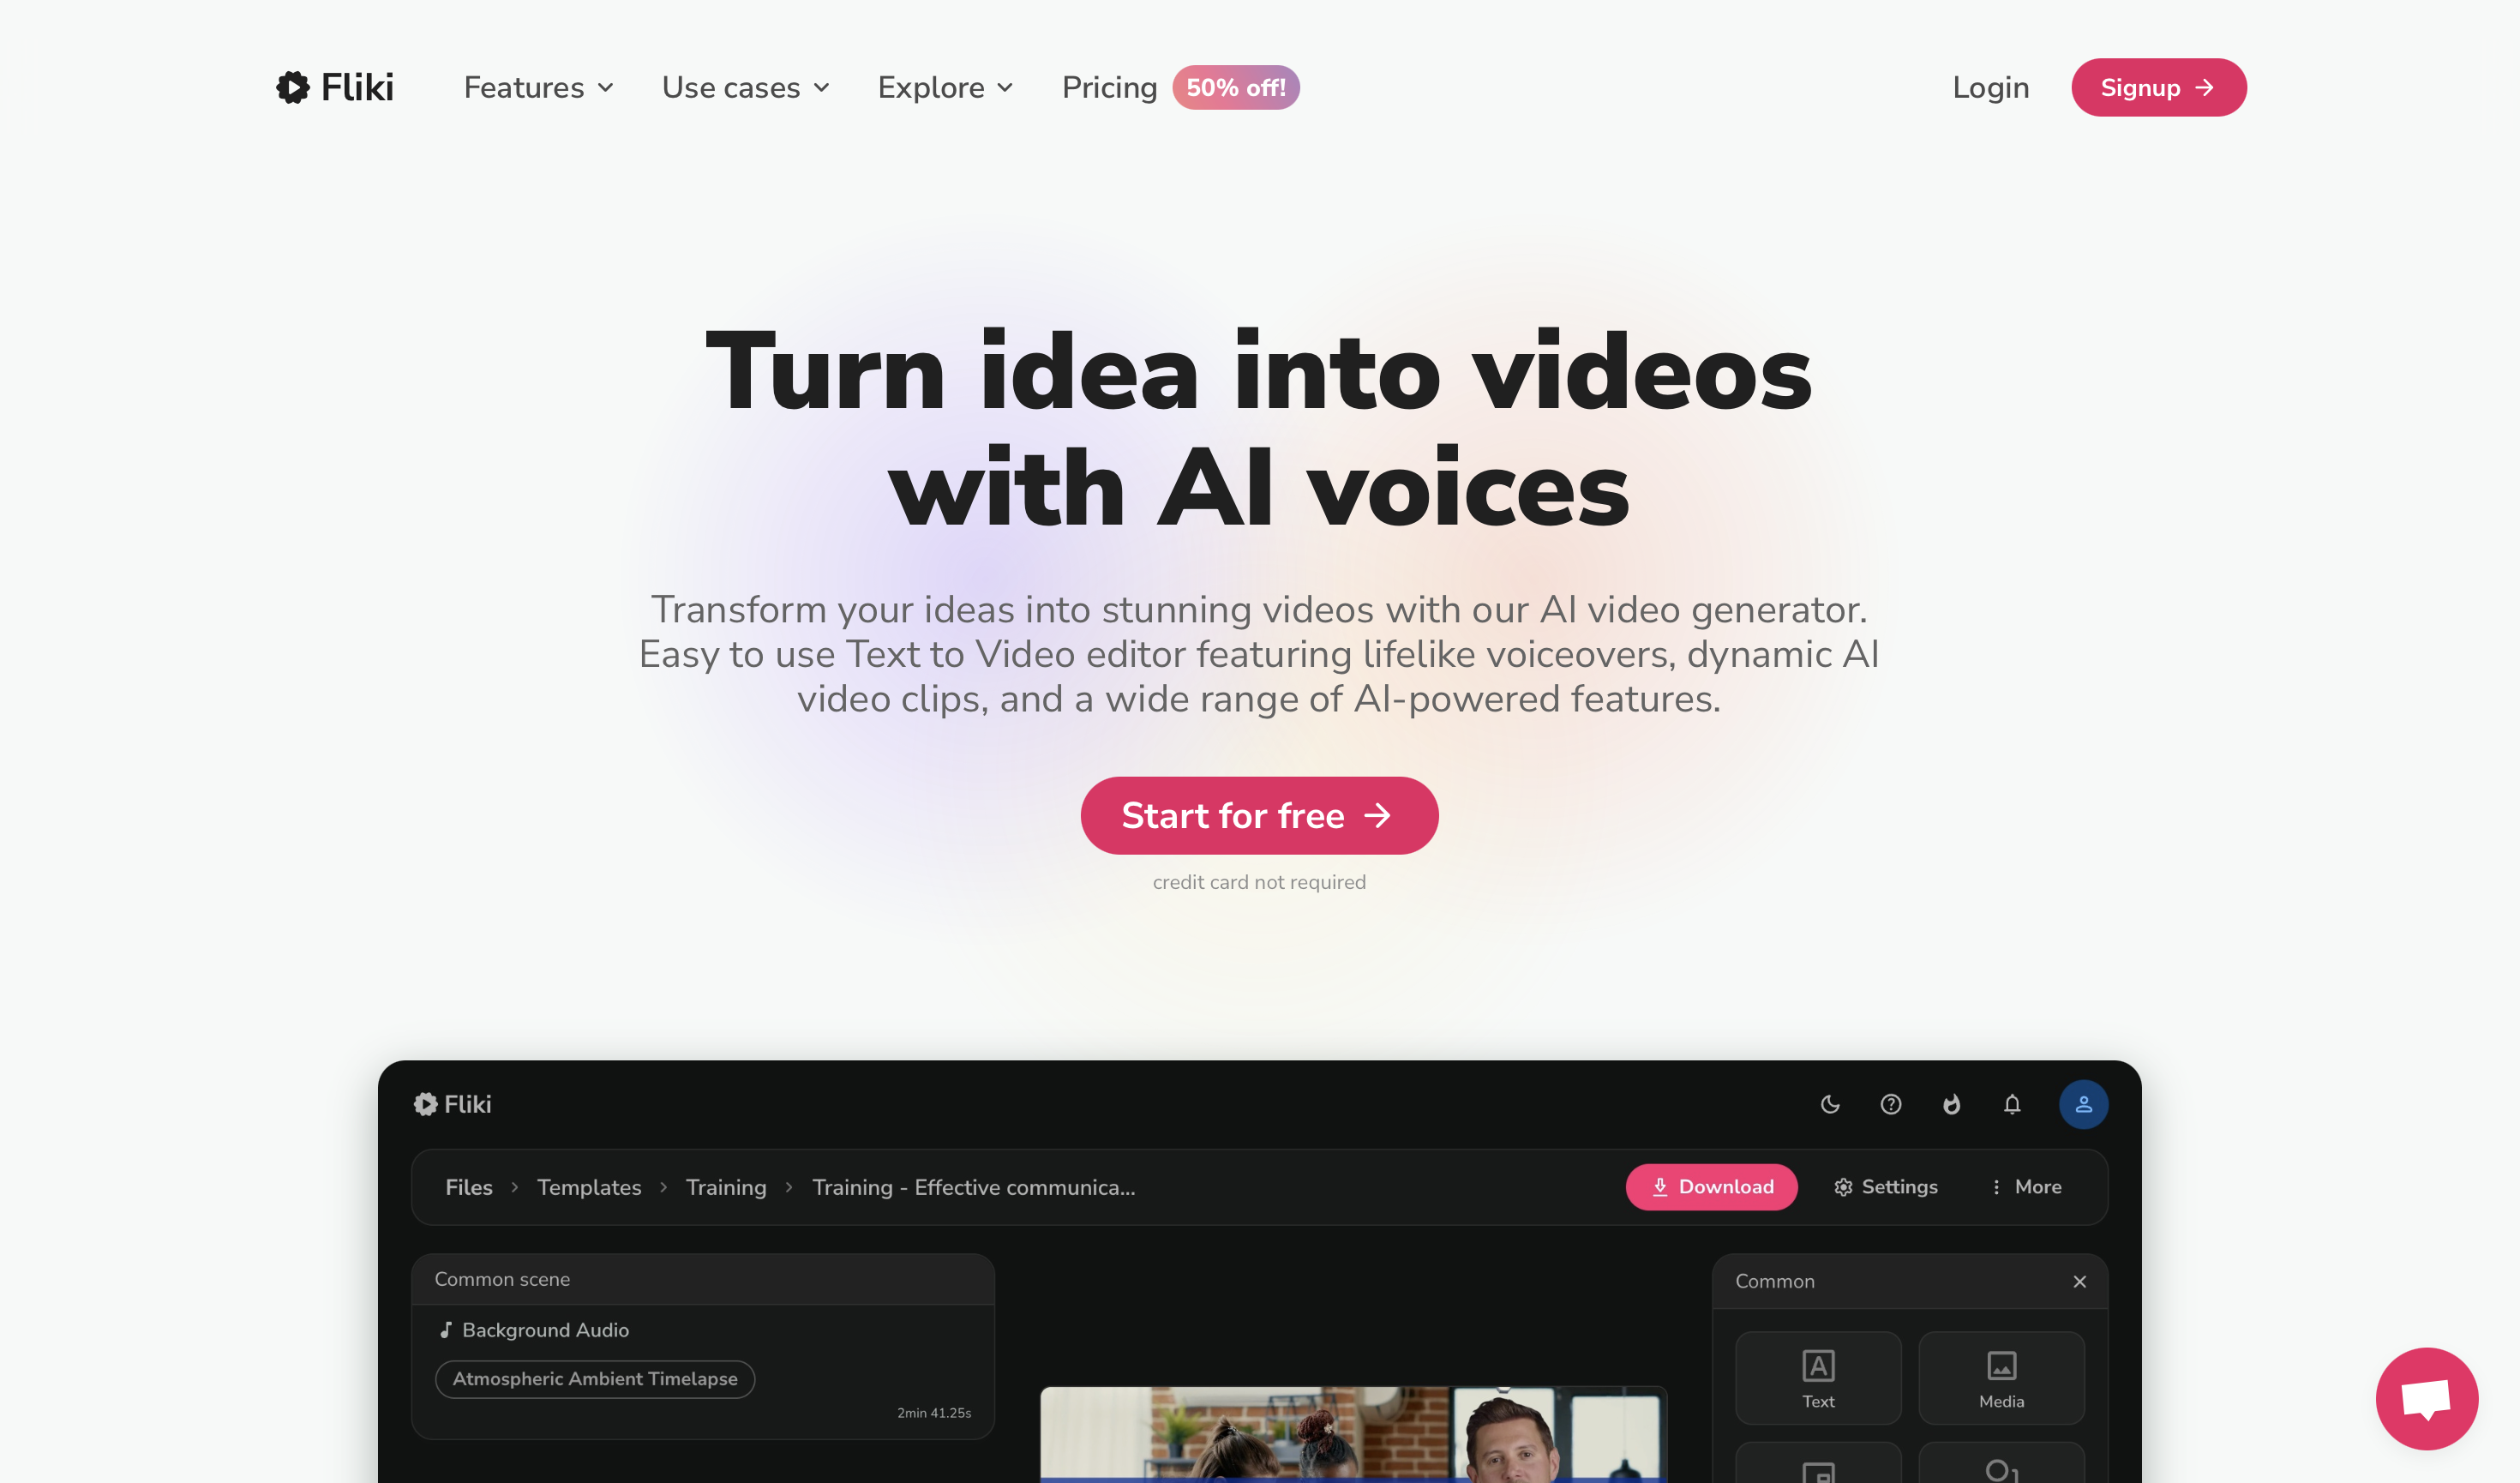 Fliki
Features
Use cases
Explore
Pricing
50% off!
Login
Signup
Turn idea into videos
with AI voices
Transform your ideas into stunning videos with our AI video generator.
Easy to use Text to Video editor featuring lifelike voiceovers, dynamic AI
video clips, and a wide range of AI-powered features.
Start for free
credit card not required
Fliki
Files
Templates
Training
Training - Effective communica...
Download
Settings
More
Common scene
Background Audio
Atmospheric Ambient Timelapse
2min 41.25s
Common
Text
Media